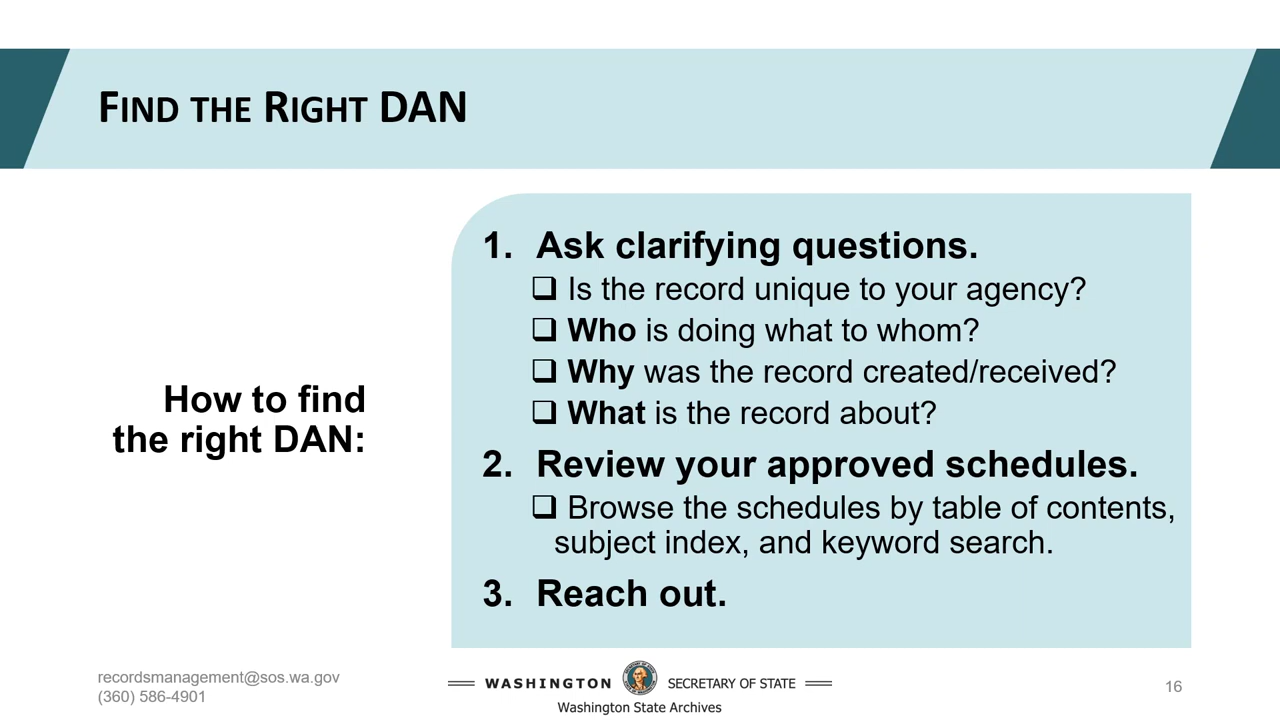 FIND THE RIGHT DAN
How to find
the right DAN:
1. Ask clarifying questions.
❑ Is the record unique to your agency?
❑ Who is doing what to whom?
❑ Why was the record created/received?
❑ What is the record about?
2. Review your approved schedules.
❑ Browse the schedules by table of contents,
subject index, and keyword search.
3. Reach out.
recordsmanagement@sos.wa.gov
(360) 586-4901
WASHINGTON SECRETARY OF STATE
Washington State Archives
16